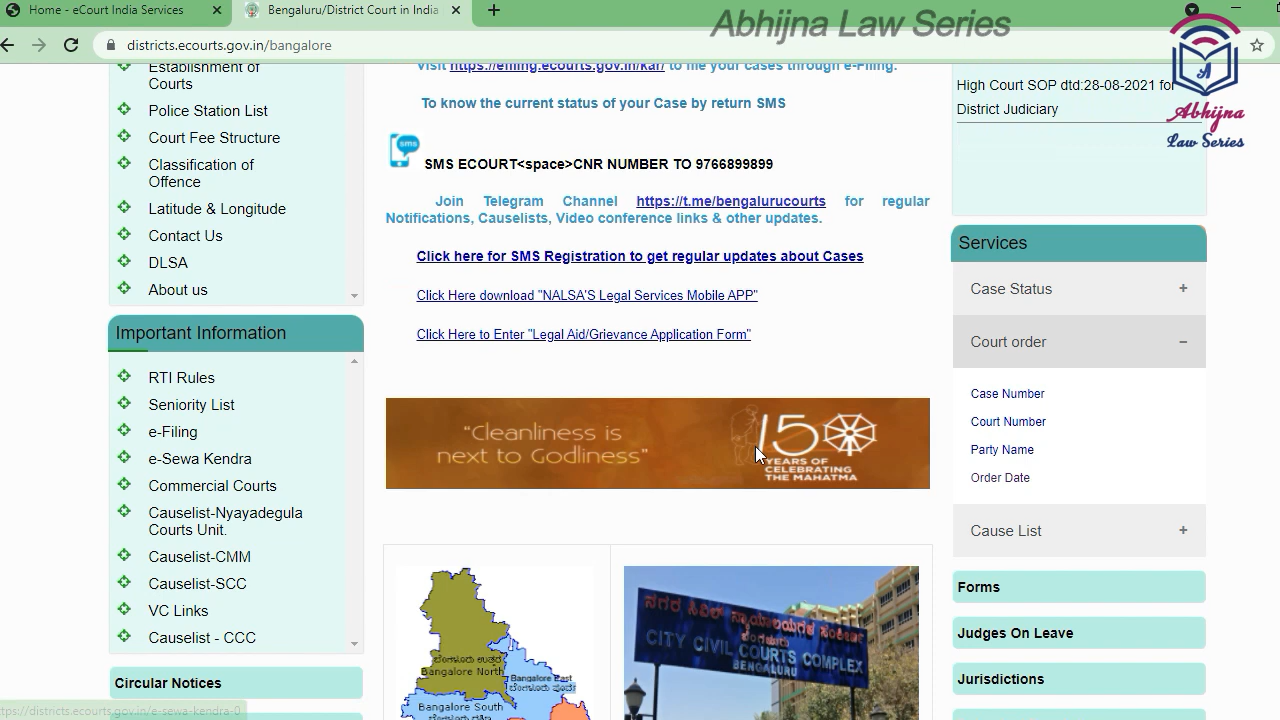 Home - eCourt India Services
Bengaluru/District Court in India
Abhijna Law Series
districts.ecourts.gov.in/bangalore
Establishment of
Courts
Police Station List
Court Fee Structure
Classification of
Offence
Latitude & Longitude
Contact Us
DLSA
About us
Important Information
RTI Rules
Seniority List
e-Filing
e-Sewa Kendra
Commercial Courts
Causelist-Nyayadegula
Courts Unit.
Causelist-CMM
Causelist-SCC
VC Links
Causelist - CCC
Circular Notices
https://districts.ecourts.gov.in/e-sewa-kendra-0
Visit https://efiling.ecourts.gov.in/kar/ to file your cases through e-Filing.
To know the current status of your Case by return SMS
sms
SMS ECOURT<space>CNR NUMBER TO 9766899899
Join Telegram Channel https://t.me/bengalurucourts for regular
Notifications, Causelists, Video conference links & other updates.
Click here for SMS Registration to get regular updates about Cases
Click Here download "NALSA'S Legal Services Mobile APP"
Click Here to Enter "Legal Aid/Grievance Application Form"
"Cleanliness is
next to Godliness"
150
YEARS OF
CELEBRATING
THE MAHATMA
ಬೆಂಗಳೂರು ಉತ್ತರ
Bangalore North
Bangalore East
ಬೆಂಗಳೂರು ಪೂರ್ವ
Bangalore South
ನಗರ ಸಿವಿಲ್ ನ್ಯಾಯಾಲಯಗಳ ಸಂಕೀರ್ಣ
ಬೆಂಗಳೂರು
CITY CIVIL COURTS COMPLEX
BENGALURU
High Court SOP dtd:28-08-2021 for
District Judiciary
A
Abhijna
Law Series
Services
Case Status +
Court order −
Case Number
Court Number
Party Name
Order Date
Cause List +
Forms
Judges On Leave
Jurisdictions